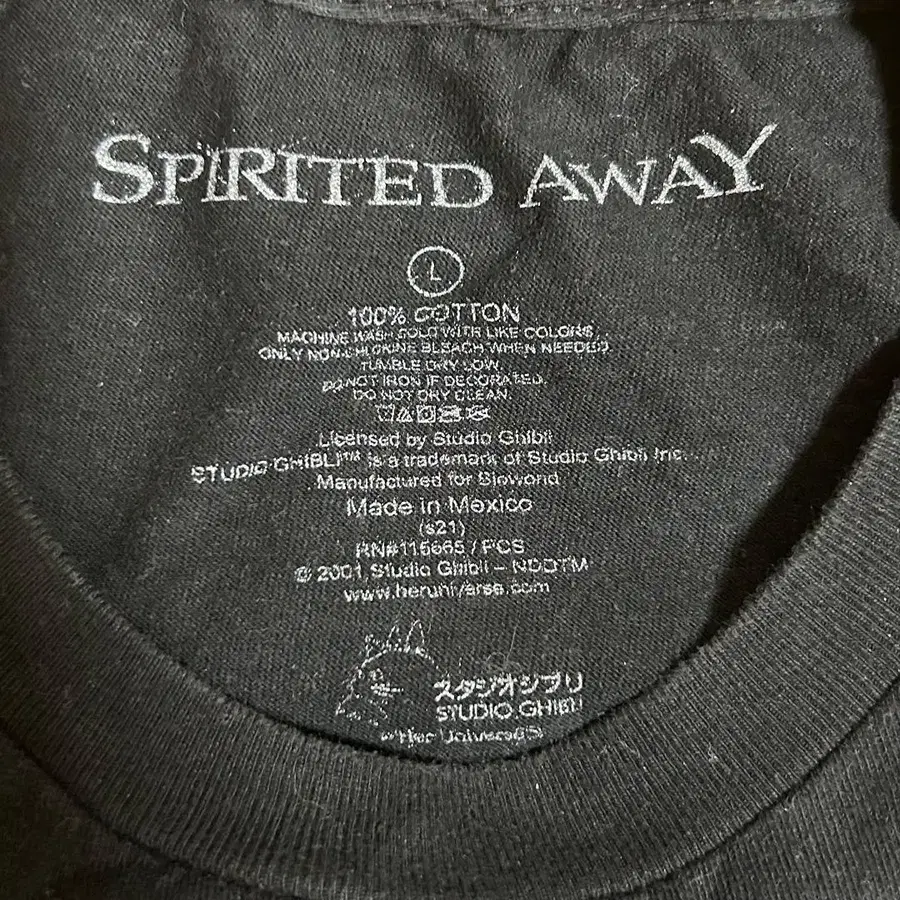 SPIRITED AWAY
L
100% COTTON
MACHINE WASH COLD WITH LIKE COLORS.
ONLY NON-CHLORINE BLEACH WHEN NEEDED.
TUMBLE DRY LOW.
DO NOT IRON IF DECORATED.
DO NOT DRY CLEAN.
Licensed by Studio Ghibli
STUDIO GHIBLI™ is a trademark of Studio Ghibli Inc.
Manufactured for Bioworld
Made in Mexico
(s21)
RN#115665 / PCS
© 2001 Studio Ghibli – NDDTM
www.heruniverse.com
スタジオジブリ
STUDIO GHIBLI
Her Universe